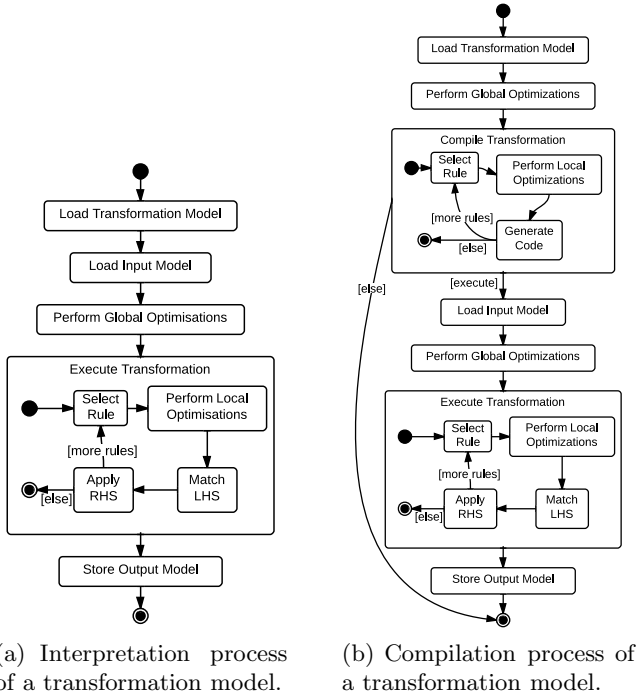 Load Transformation Model
Load Input Model
Perform Global Optimisations
Execute Transformation
Select
Rule
Perform Local
Optimisations
[more rules]
[else]
Apply
RHS
Match
LHS
Store Output Model
(a) Interpretation process
of a transformation model.
Load Transformation Model
Perform Global Optimizations
Compile Transformation
Select
Rule
Perform Local
Optimizations
[more rules]
Generate
Code
[else]
[else]
[execute]
Load Input Model
Perform Global Optimizations
Execute Transformation
Select
Rule
Perform Local
Optimizations
[more rules]
[else]
Apply
RHS
Match
LHS
Store Output Model
(b) Compilation process of
a transformation model.